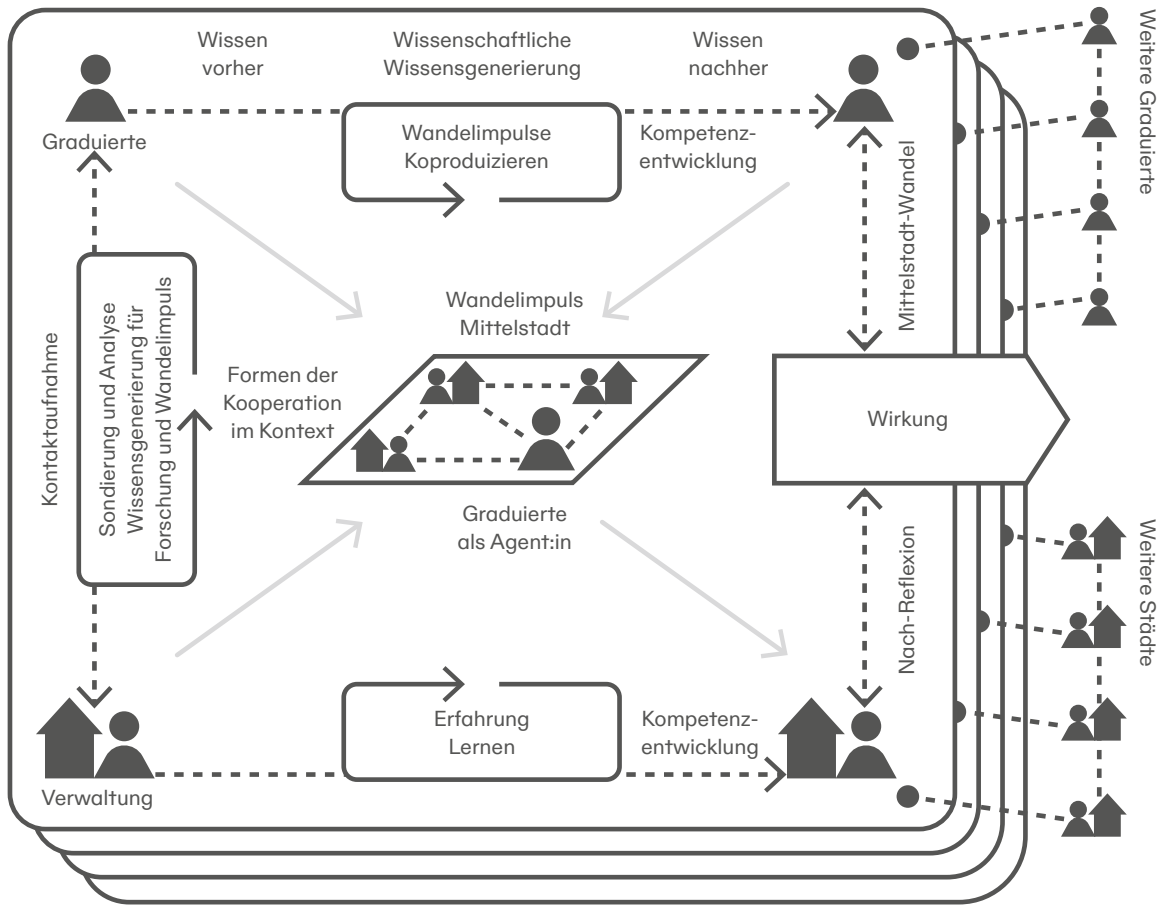 Wissen
vorher
Wissenschaftliche
Wissensgenerierung
Wissen
nachher
Graduierte
Wandelimpulse
Koproduizieren
Kompetenz-
entwicklung
Weitere Graduierte
Mittelstadt-Wandel
Kontaktaufnahme
Sondierung und Analyse
Wissensgenerierung für
Forschung und Wandelimpuls
Formen der
Kooperation
im Kontext
Wandelimpuls
Mittelstadt
Wirkung
Graduierte
als Agent:in
Nach-Reflexion
Weitere Städte
Verwaltung
Erfahrung
Lernen
Kompetenz-
entwicklung